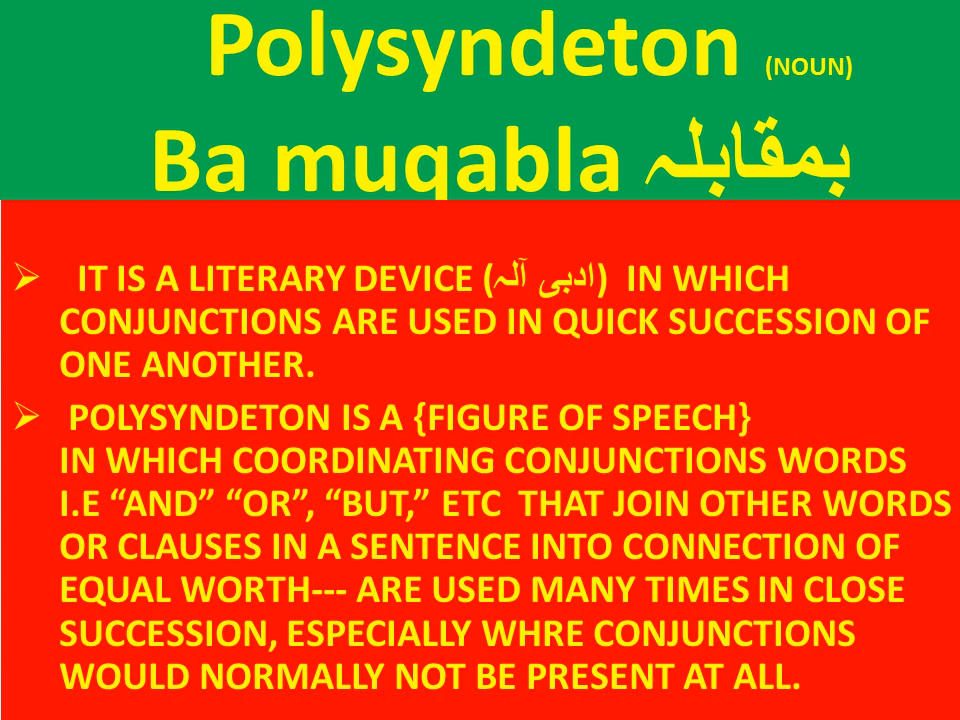 Polysyndeton (NOUN)
Ba muqabla بمقابلہ
➢ IT IS A LITERARY DEVICE (ادبی آلہ) IN WHICH
CONJUNCTIONS ARE USED IN QUICK SUCCESSION OF
ONE ANOTHER.
➢ POLYSYNDETON IS A {FIGURE OF SPEECH}
IN WHICH COORDINATING CONJUNCTIONS WORDS
I.E “AND” “OR”, “BUT,” ETC THAT JOIN OTHER WORDS
OR CLAUSES IN A SENTENCE INTO CONNECTION OF
EQUAL WORTH--- ARE USED MANY TIMES IN CLOSE
SUCCESSION, ESPECIALLY WHRE CONJUNCTIONS
WOULD NORMALLY NOT BE PRESENT AT ALL.